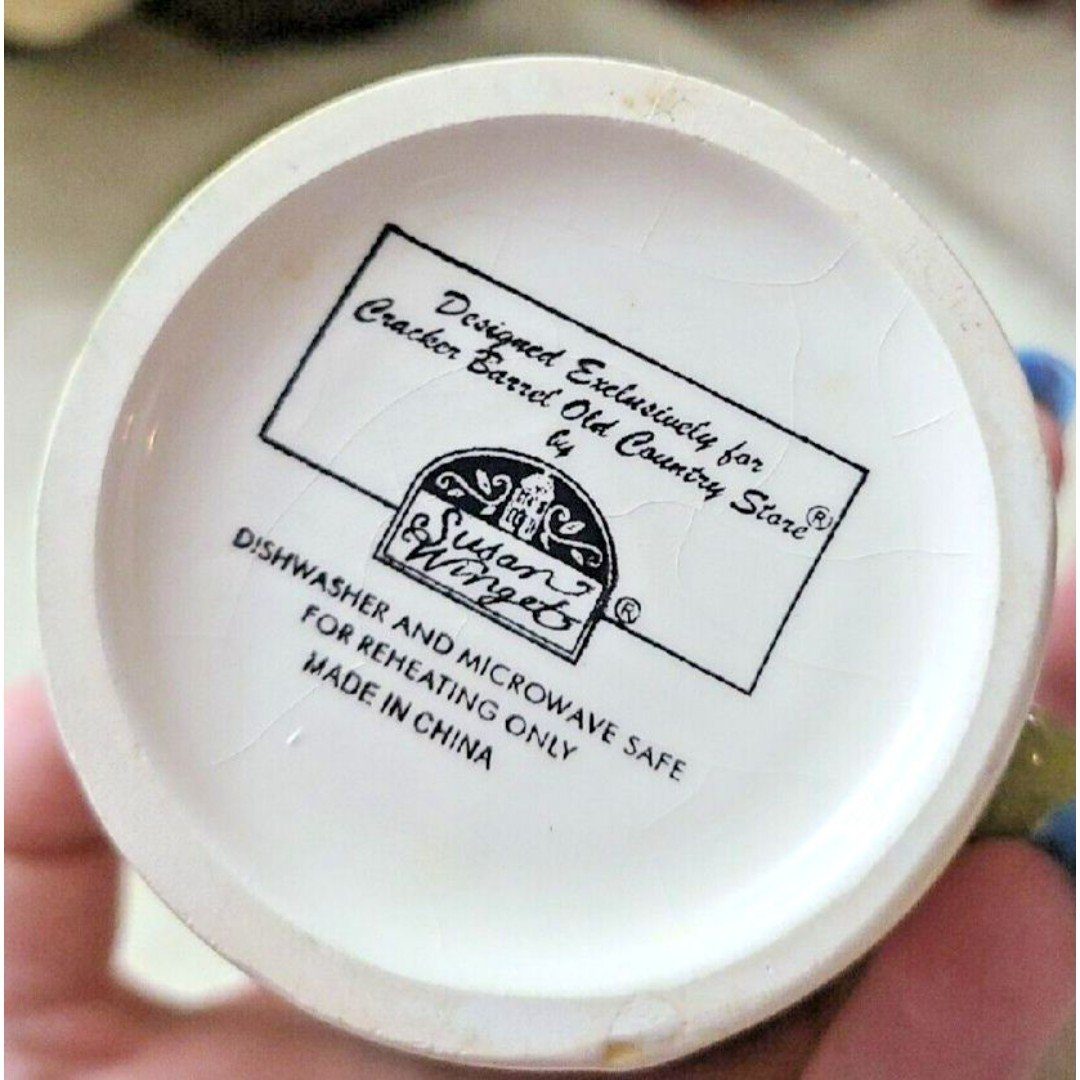 Designed Exclusively for
Cracker Barrel Old Country Store®
by
Susan
Winget ®
DISHWASHER AND MICROWAVE SAFE
FOR REHEATING ONLY
MADE IN CHINA